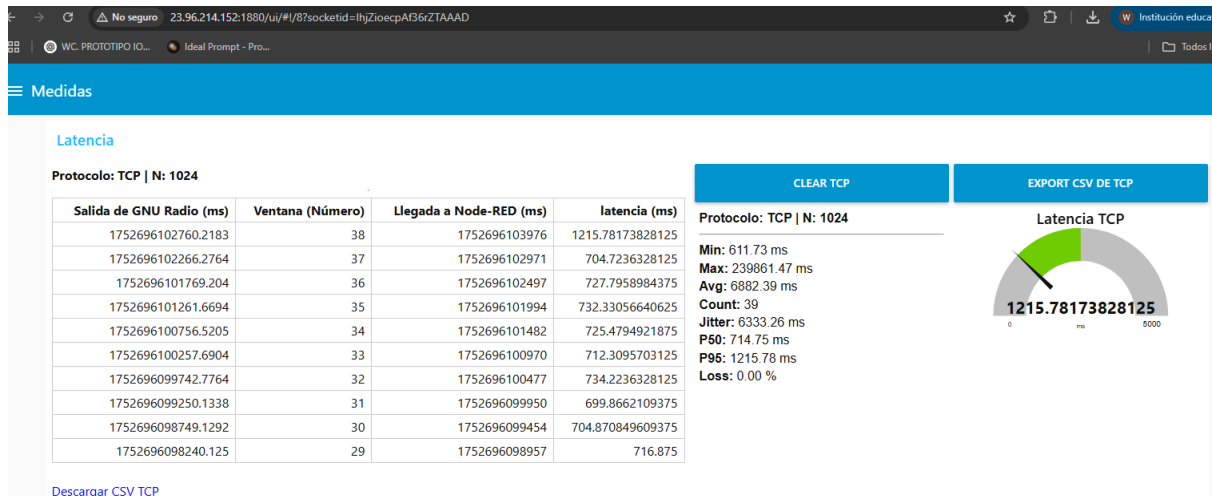 No seguro 23.96.214.152:1880/ui/#!/8?socketid=IhjZioecpAf36rZTAAAD
Institución educa
WC. PROTOTIPO IO... Ideal Prompt - Pro...
Todos l
Medidas
Latencia
Protocolo: TCP | N: 1024
Salida de GNU Radio (ms) Ventana (Número) Llegada a Node-RED (ms) latencia (ms)
1752696102760.2183 38 1752696103976 1215.78173828125
1752696102266.2764 37 1752696102971 704.7236328125
1752696101769.204 36 1752696102497 727.7958984375
1752696101261.6694 35 1752696101994 732.33056640625
1752696100756.5205 34 1752696101482 725.4794921875
1752696100257.6904 33 1752696100970 712.3095703125
1752696099742.7764 32 1752696100477 734.2236328125
1752696099250.1338 31 1752696099950 699.8662109375
1752696098749.1292 30 1752696099454 704.870849609375
1752696098240.125 29 1752696098957 716.875
Descargar CSV TCP
CLEAR TCP
Protocolo: TCP | N: 1024
Min: 611.73 ms
Max: 239861.47 ms
Avg: 6882.39 ms
Count: 39
Jitter: 6333.26 ms
P50: 714.75 ms
P95: 1215.78 ms
Loss: 0.00 %
EXPORT CSV DE TCP
Latencia TCP
1215.78173828125
0 ms 5000